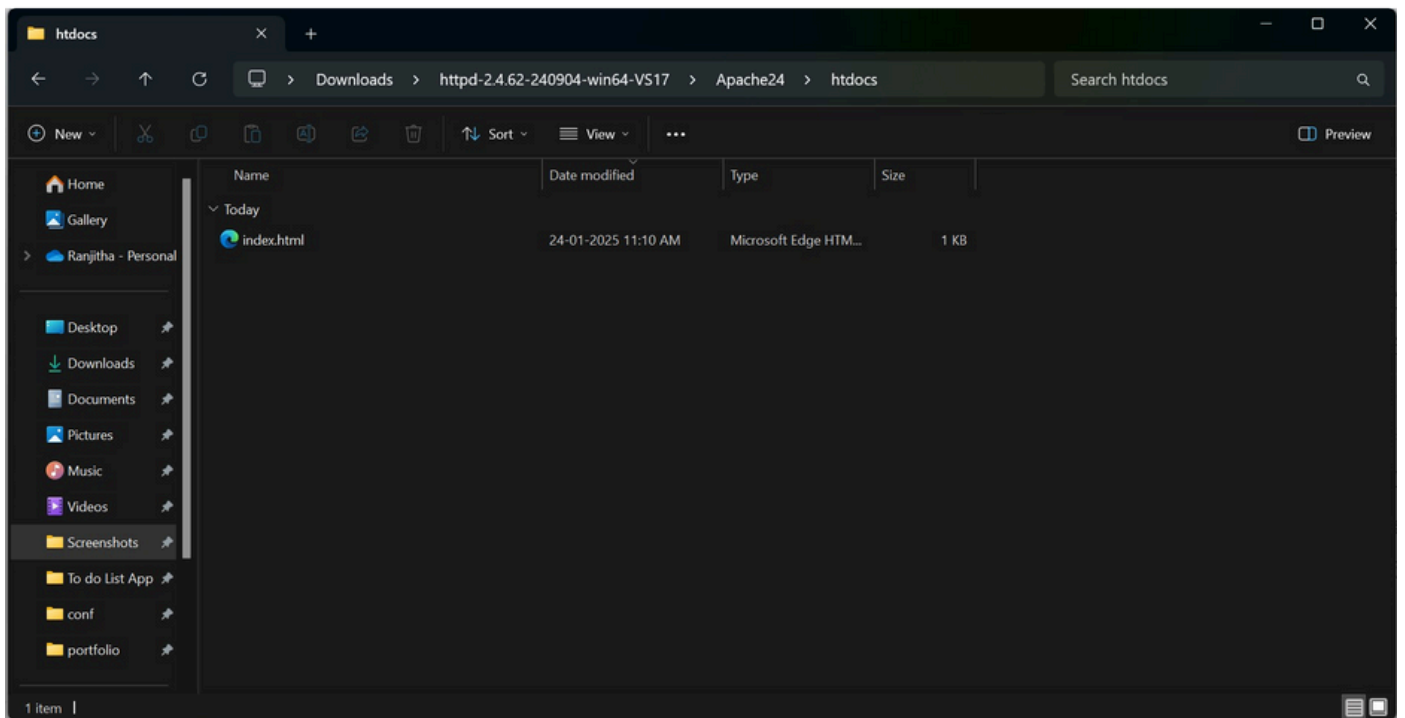 htdocs
Downloads > httpd-2.4.62-240904-win64-VS17 > Apache24 > htdocs
Search htdocs
New Sort View ... Preview
Name Date modified Type Size
Today
index.html 24-01-2025 11:10 AM Microsoft Edge HTM... 1 KB
Home
Gallery
Ranjitha - Personal
Desktop
Downloads
Documents
Pictures
Music
Videos
Screenshots
To do List App
conf
portfolio
1 item